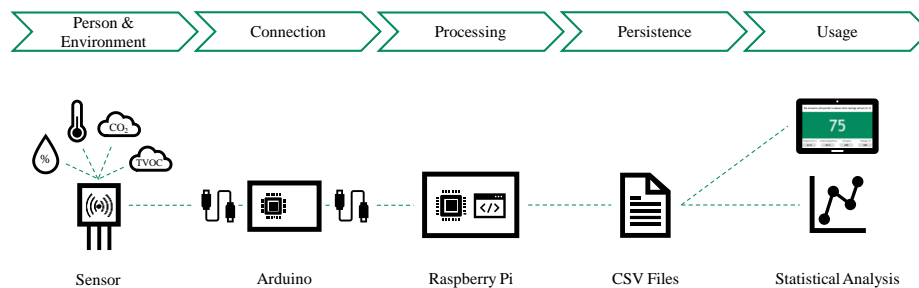 Person &
Environment
Connection
Processing
Persistence
Usage
CO2
%
TVOC
75
</>
Sensor
Arduino
Raspberry Pi
CSV Files
Statistical Analysis